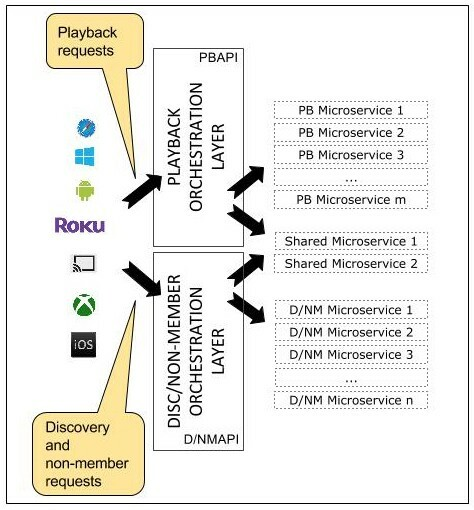 Playback
requests
PBAPI
PLAYBACK
ORCHESTRATION
LAYER
PB Microservice 1
PB Microservice 2
PB Microservice 3
...
PB Microservice m
Roku
iOS
Shared Microservice 1
Shared Microservice 2
DISC/NON-MEMBER
ORCHESTRATION
LAYER
D/NMAPI
D/NM Microservice 1
D/NM Microservice 2
D/NM Microservice 3
...
D/NM Microservice n
Discovery
and
non-member
requests